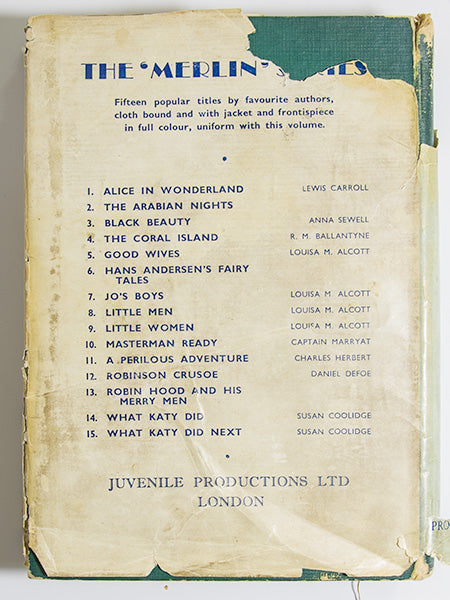 THE 'MERLIN' SERIES
Fifteen popular titles by favourite authors,
cloth bound and with jacket and frontispiece
in full colour, uniform with this volume.
1. ALICE IN WONDERLAND LEWIS CARROLL
2. THE ARABIAN NIGHTS
3. BLACK BEAUTY ANNA SEWELL
4. THE CORAL ISLAND R. M. BALLANTYNE
5. GOOD WIVES LOUISA M. ALCOTT
6. HANS ANDERSEN'S FAIRY
TALES
7. JO'S BOYS LOUISA M. ALCOTT
8. LITTLE MEN LOUISA M. ALCOTT
9. LITTLE WOMEN LOUISA M. ALCOTT
10. MASTERMAN READY CAPTAIN MARRYAT
11. A PERILOUS ADVENTURE CHARLES HERBERT
12. ROBINSON CRUSOE DANIEL DEFOE
13. ROBIN HOOD AND HIS
MERRY MEN
14. WHAT KATY DID SUSAN COOLIDGE
15. WHAT KATY DID NEXT SUSAN COOLIDGE
JUVENILE PRODUCTIONS LTD
LONDON
PRO